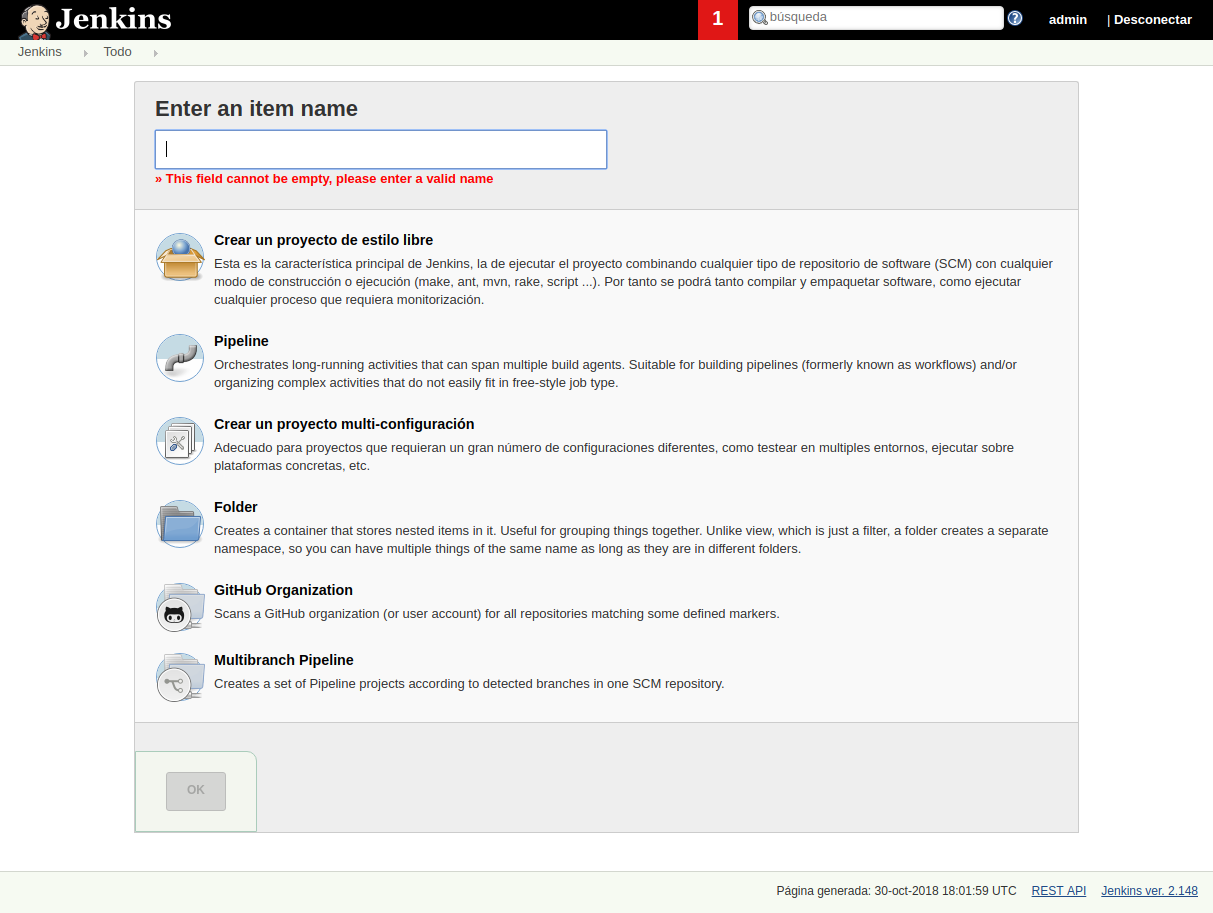 Jenkins
1
búsqueda
?
admin
| Desconectar
Jenkins
Todo
Enter an item name
» This field cannot be empty, please enter a valid name
Crear un proyecto de estilo libre
Esta es la característica principal de Jenkins, la de ejecutar el proyecto combinando cualquier tipo de repositorio de software (SCM) con cualquier
modo de construcción o ejecución (make, ant, mvn, rake, script ...). Por tanto se podrá tanto compilar y empaquetar software, como ejecutar
cualquier proceso que requiera monitorización.
Pipeline
Orchestrates long-running activities that can span multiple build agents. Suitable for building pipelines (formerly known as workflows) and/or
organizing complex activities that do not easily fit in free-style job type.
Crear un proyecto multi-configuración
Adecuado para proyectos que requieran un gran número de configuraciones diferentes, como testear en multiples entornos, ejecutar sobre
plataformas concretas, etc.
Folder
Creates a container that stores nested items in it. Useful for grouping things together. Unlike view, which is just a filter, a folder creates a separate
namespace, so you can have multiple things of the same name as long as they are in different folders.
GitHub Organization
Scans a GitHub organization (or user account) for all repositories matching some defined markers.
Multibranch Pipeline
Creates a set of Pipeline projects according to detected branches in one SCM repository.
OK
Página generada: 30-oct-2018 18:01:59 UTC
REST API
Jenkins ver. 2.148